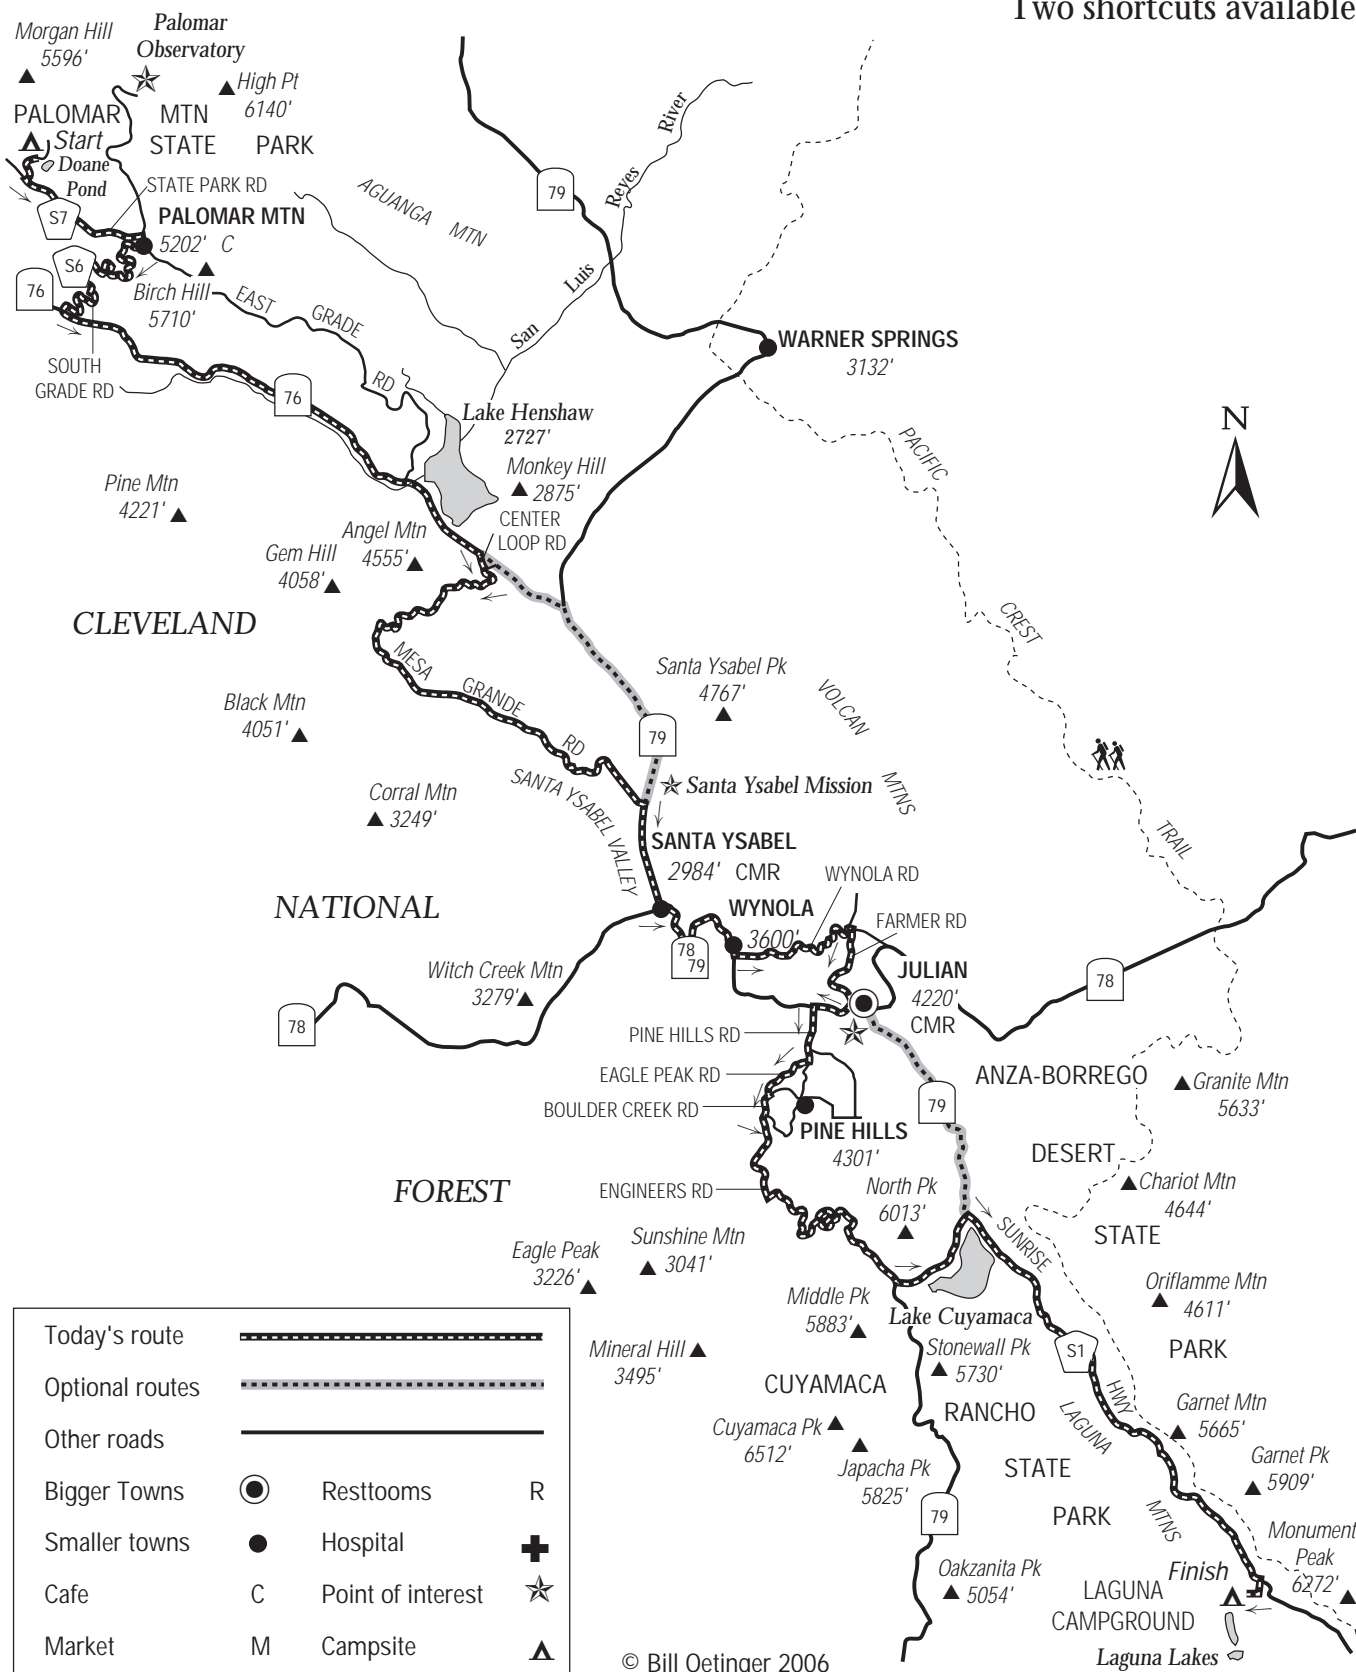 Two shortcuts available
Morgan Hill
5596'
Palomar
Observatory
High Pt
6140'
PALOMAR MTN
STATE PARK
Start
Doane
Pond
STATE PARK RD
S7
PALOMAR MTN
5202' C
S6
76
Birch Hill
5710'
SOUTH
GRADE RD
EAST GRADE RD
AGUANGA MTN
79
San Luis Reyes River
WARNER SPRINGS
3132'
76
Lake Henshaw
2727'
Monkey Hill
2875'
N
PACIFIC CREST TRAIL
Pine Mtn
4221'
Angel Mtn
4555'
Gem Hill
4058'
CENTER
LOOP RD
CLEVELAND
MESA GRANDE RD
Santa Ysabel Pk
4767'
VOLCAN MTNS
Black Mtn
4051'
79
Santa Ysabel Mission
SANTA YSABEL VALLEY
Corral Mtn
3249'
SANTA YSABEL
2984' CMR
WYNOLA RD
NATIONAL
WYNOLA
3600'
FARMER RD
78
79
JULIAN
4220'
CMR
Witch Creek Mtn
3279'
78
78
PINE HILLS RD
EAGLE PEAK RD
BOULDER CREEK RD
PINE HILLS
4301'
79
ANZA-BORREGO
Granite Mtn
5633'
DESERT
FOREST
ENGINEERS RD
North Pk
6013'
Chariot Mtn
4644'
STATE
SUNRISE
Sunshine Mtn
3041'
Eagle Peak
3226'
Oriflamme Mtn
4611'
Middle Pk
5883'
Lake Cuyamaca
PARK
S1
Mineral Hill
3495'
Stonewall Pk
5730'
HWY
CUYAMACA
RANCHO
LAGUNA
Garnet Mtn
5665'
Cuyamaca Pk
6512'
Japacha Pk
5825'
STATE
Garnet Pk
5909'
79
PARK
MTNS
Monument
Peak
6272'
Oakzanita Pk
5054'
Finish
LAGUNA
CAMPGROUND
Laguna Lakes
Today's route
Optional routes
Other roads
Bigger Towns Resttooms R
Smaller towns Hospital
Cafe C Point of interest
Market M Campsite
© Bill Oetinger 2006